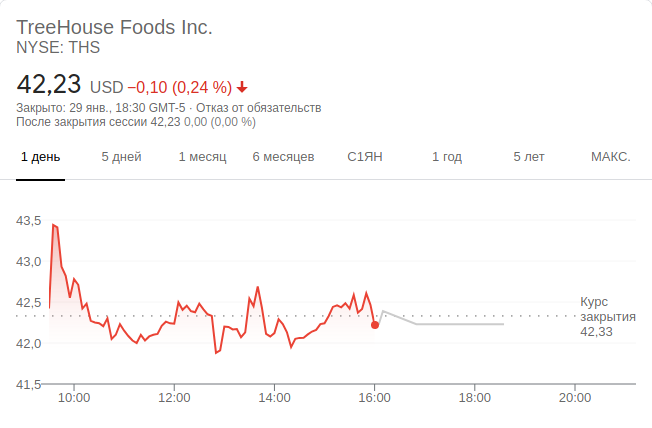 TreeHouse Foods Inc.
NYSE: THS
42,23 USD −0,10 (0,24 %)
Закрыто: 29 янв., 18:30 GMT-5 · Отказ от обязательств
После закрытия сессии 42,23 0,00 (0,00 %)
1 день 5 дней 1 месяц 6 месяцев С1ЯН 1 год 5 лет МАКС.
43,5
43,0
42,5
42,0
41,5
Курс
закрытия
42,33
10:00 12:00 14:00 16:00 18:00 20:00